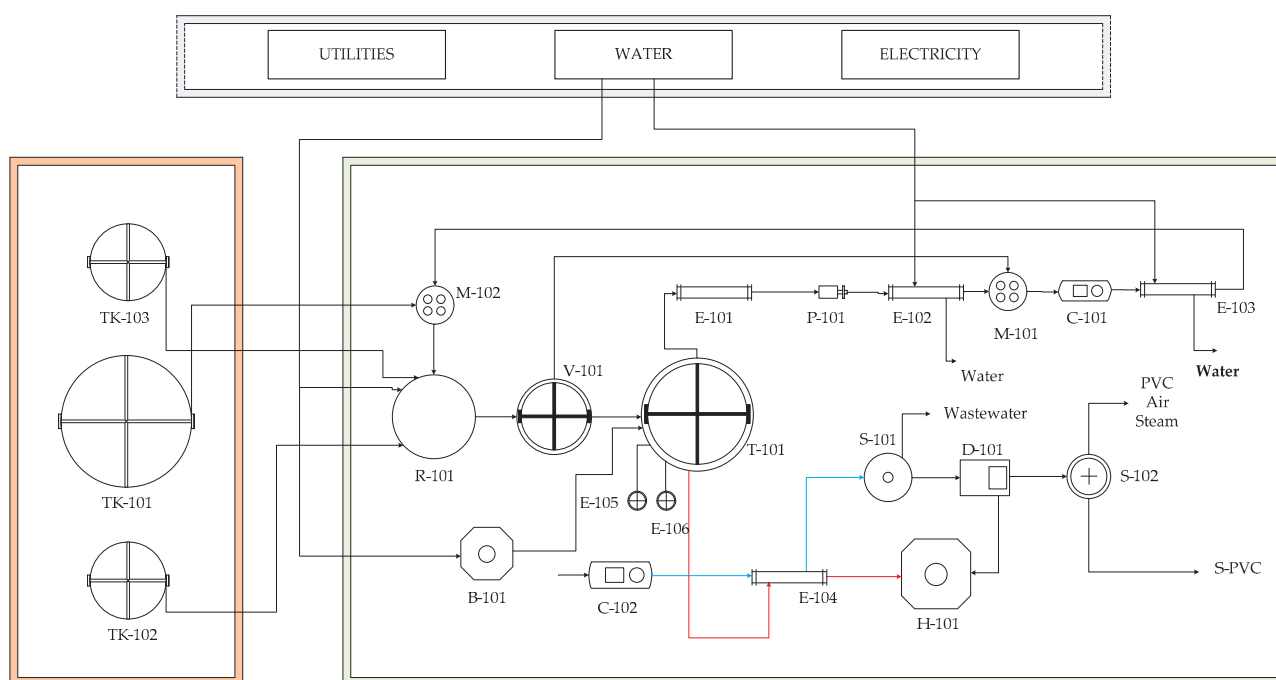 UTILITIES
WATER
ELECTRICITY
TK-103
M-102
E-101
P-101
E-102
M-101
C-101
E-103
V-101
Water
Water
PVC
Air
Steam
Wastewater
TK-101
R-101
T-101
S-101
D-101
S-102
E-105
E-106
B-101
C-102
E-104
H-101
S-PVC
TK-102